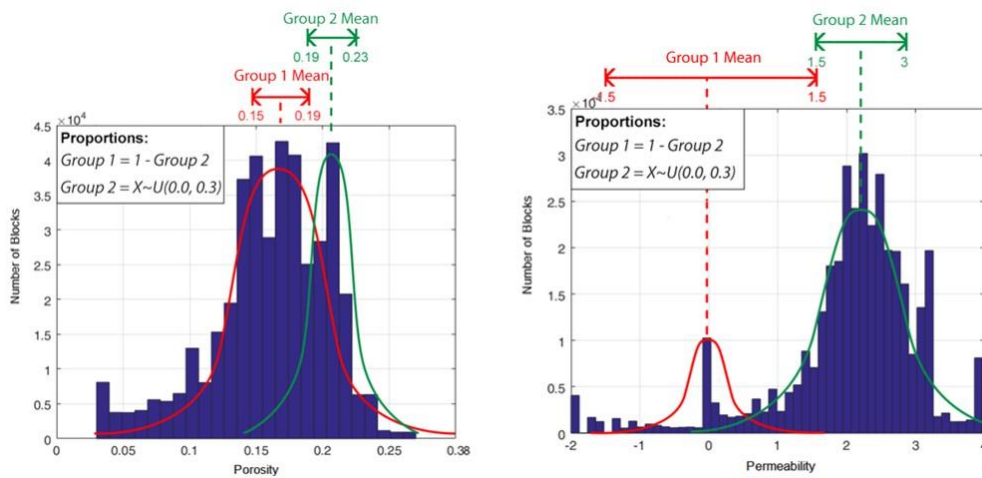 Group 2 Mean
0.19 0.23
Group 1 Mean
0.15 0.19
×10⁴
4.5
4
3.5
3
2.5
2
1.5
1
0.5
0
Number of Blocks
Proportions:
Group 1 = 1 - Group 2
Group 2 = X~U(0.0, 0.3)
0 0.05 0.1 0.15 0.2 0.25 0.38
Porosity
Group 2 Mean
1.5 3
Group 1 Mean
1.5
3.5
3
2.5
2
1.5
1
0.5
0
Number of Blocks
Proportions:
Group 1 = 1 - Group 2
Group 2 = X~U(0.0, 0.3)
-2 -1 0 1 2 3 4
Permeability